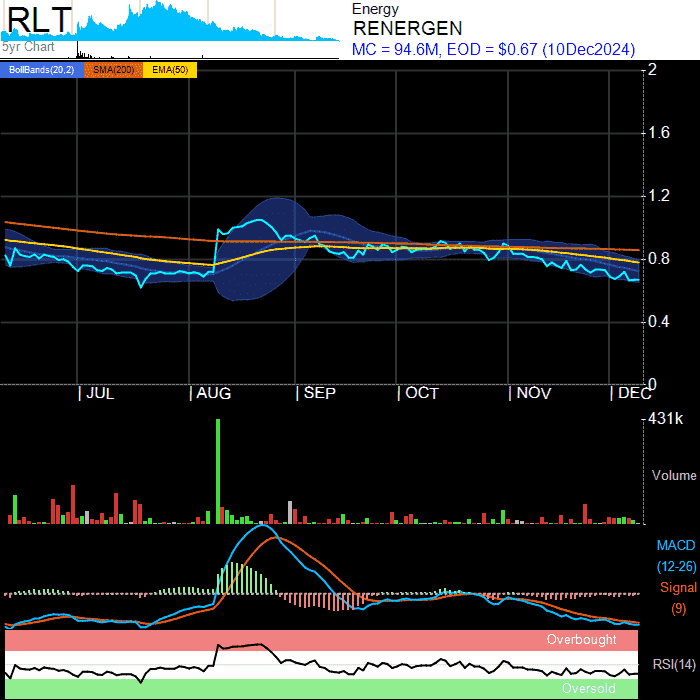 RLT
5yr Chart
Energy
RENERGEN
MC = 94.6M, EOD = $0.67 (10Dec2024)
BollBands(20,2) SMA(200) EMA(50)
2
1.6
1.2
0.8
0.4
0
JUL AUG SEP OCT NOV DEC
431k
Volume
MACD
(12-26)
Signal
(9)
Overbought
RSI(14)
Oversold